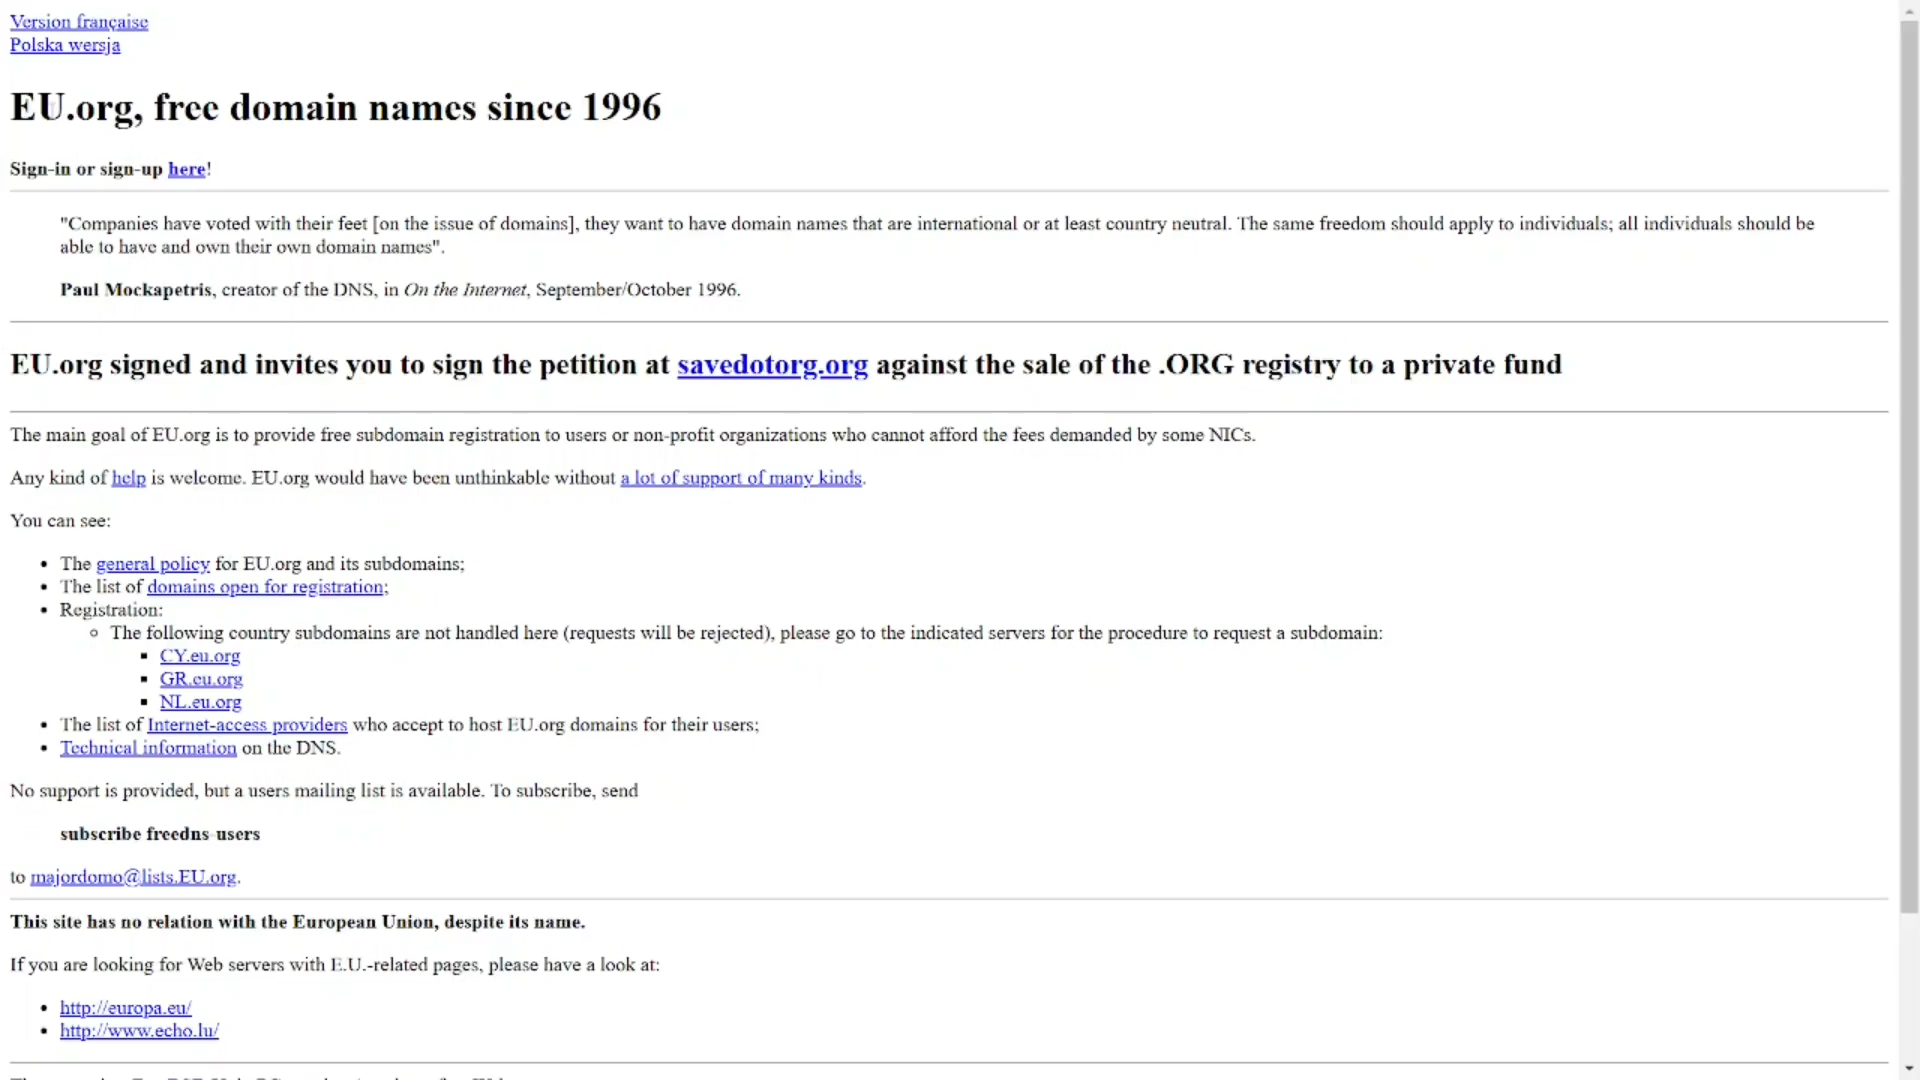 Version française
Polska wersja
EU.org, free domain names since 1996
Sign-in or sign-up here!
"Companies have voted with their feet [on the issue of domains], they want to have domain names that are international or at least country neutral. The same freedom should apply to individuals; all individuals should be
able to have and own their own domain names".
Paul Mockapetris, creator of the DNS, in On the Internet, September/October 1996.
EU.org signed and invites you to sign the petition at savedotorg.org against the sale of the .ORG registry to a private fund
The main goal of EU.org is to provide free subdomain registration to users or non-profit organizations who cannot afford the fees demanded by some NICs.
Any kind of help is welcome. EU.org would have been unthinkable without a lot of support of many kinds.
You can see:
• The general policy for EU.org and its subdomains;
• The list of domains open for registration;
• Registration:
◦ The following country subdomains are not handled here (requests will be rejected), please go to the indicated servers for the procedure to request a subdomain:
▪ CY.eu.org
▪ GR.eu.org
▪ NL.eu.org
• The list of Internet-access providers who accept to host EU.org domains for their users;
• Technical information on the DNS.
No support is provided, but a users mailing list is available. To subscribe, send
subscribe freedns-users
to majordomo@lists.EU.org.
This site has no relation with the European Union, despite its name.
If you are looking for Web servers with E.U.-related pages, please have a look at:
• http://europa.eu/
• http://www.echo.lu/